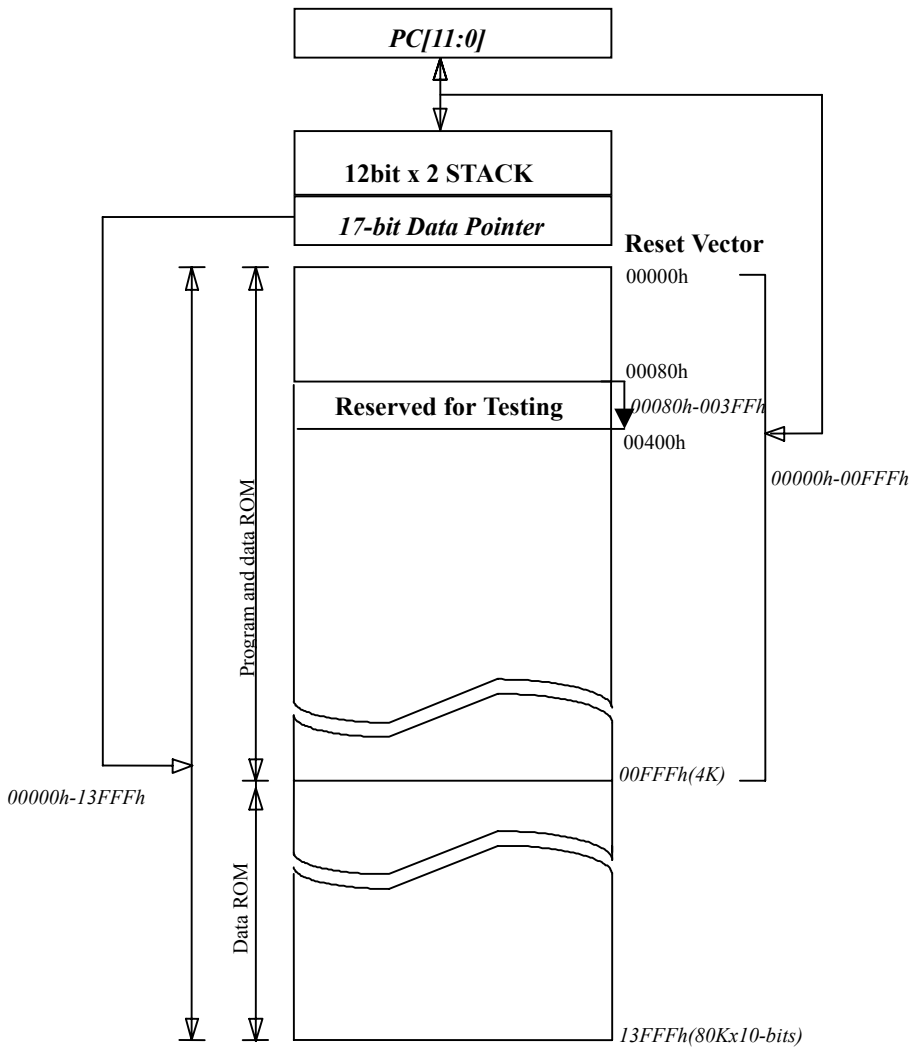 PC[11:0]
12bit x 2 STACK
17-bit Data Pointer
Reset Vector
00000h
00080h
Reserved for Testing
00080h-003FFh
00400h
00000h-00FFFh
Program and data ROM
00FFFh(4K)
00000h-13FFFh
Data ROM
13FFFh(80Kx10-bits)